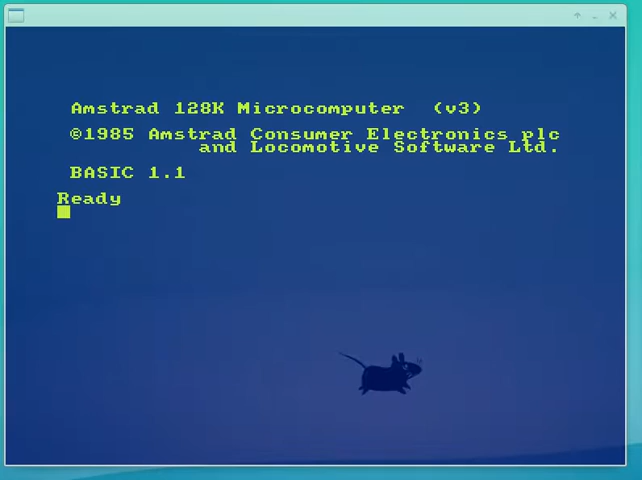 Amstrad 128K Microcomputer (v3)
©1985 Amstrad Consumer Electronics plc
and Locomotive Software Ltd.
BASIC 1.1
Ready